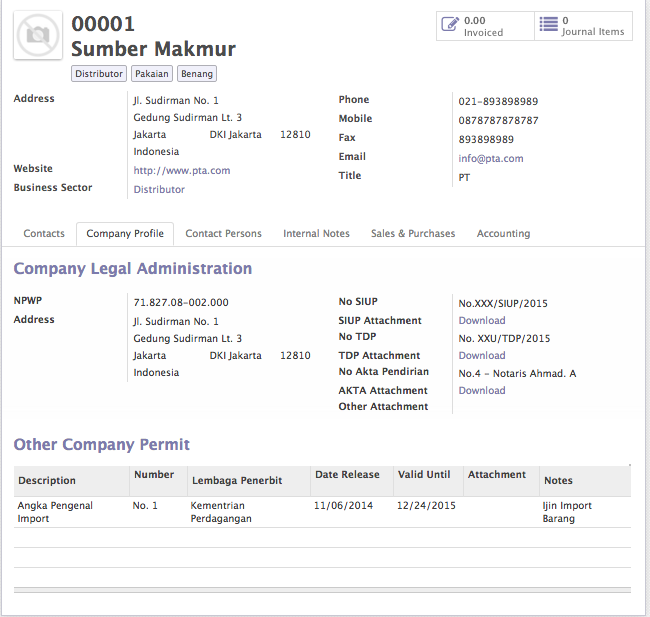 00001
Sumber Makmur
Distributor Pakaian Benang
0.00
Invoiced
0
Journal Items
Address
Jl. Sudirman No. 1
Gedung Sudirman Lt. 3
Jakarta DKI Jakarta 12810
Indonesia
Website http://www.pta.com
Business Sector Distributor
Phone 021-893898989
Mobile 0878787878787
Fax 893898989
Email info@pta.com
Title PT
Contacts Company Profile Contact Persons Internal Notes Sales & Purchases Accounting
Company Legal Administration
NPWP 71.827.08-002.000
Address Jl. Sudirman No. 1
Gedung Sudirman Lt. 3
Jakarta DKI Jakarta 12810
Indonesia
No SIUP No.XXX/SIUP/2015
SIUP Attachment Download
No TDP No. XXU/TDP/2015
TDP Attachment Download
No Akta Pendirian No.4 - Notaris Ahmad. A
AKTA Attachment Download
Other Attachment
Other Company Permit
Description Number Lembaga Penerbit Date Release Valid Until Attachment Notes
Angka Pengenal Import No. 1 Kementrian Perdagangan 11/06/2014 12/24/2015 Ijin Import Barang